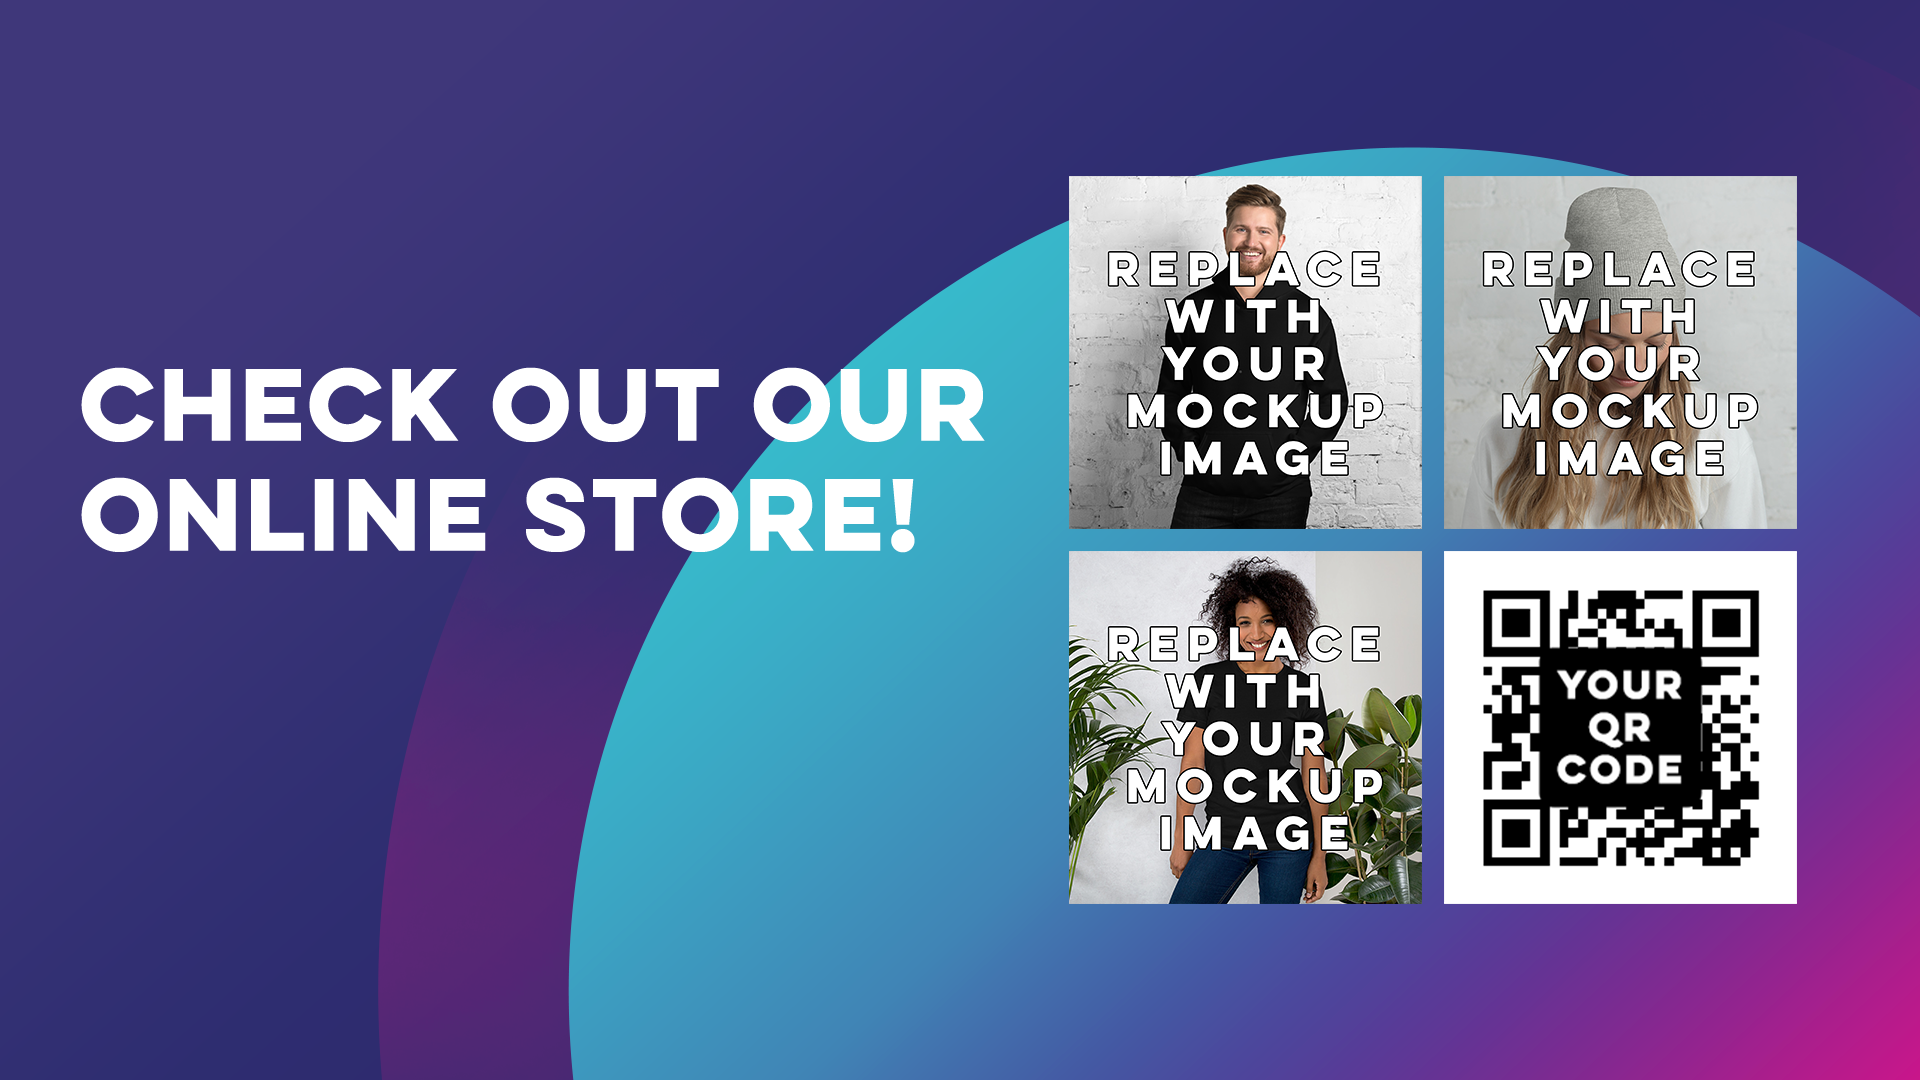 CHECK OUT OUR
ONLINE STORE!
REPLACE
WITH
YOUR
MOCKUP
IMAGE
REPLACE
WITH
YOUR
MOCKUP
IMAGE
REPLACE
WITH
YOUR
MOCKUP
IMAGE
YOUR
QR
CODE